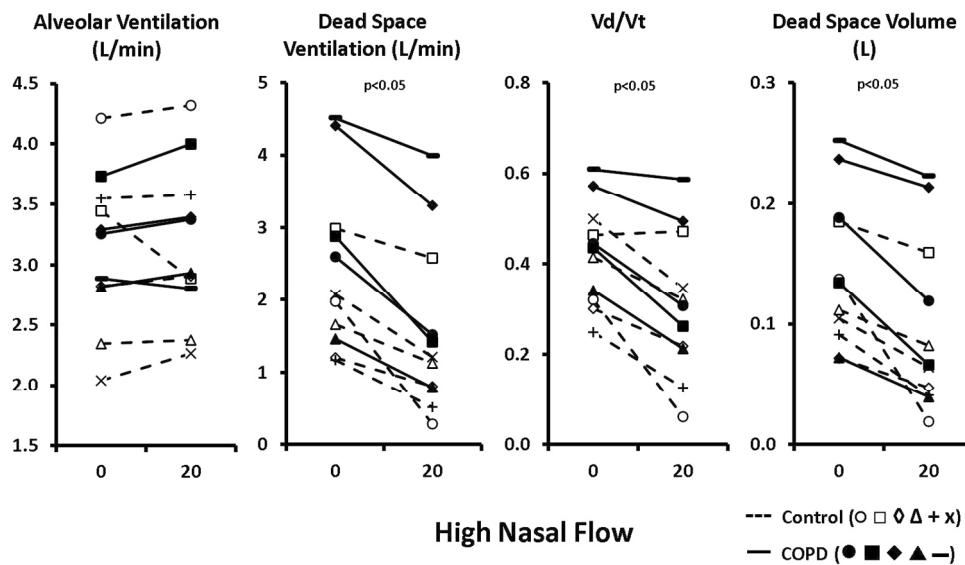 Alveolar Ventilation
(L/min)
Dead Space
Ventilation (L/min)
Vd/Vt
Dead Space Volume
(L)
p<0.05
p<0.05
p<0.05
4.5
4.0
3.5
3.0
2.5
2.0
1.5
5
4
3
2
1
0
0.8
0.6
0.4
0.2
0.0
0.3
0.2
0.1
0.0
0 20
0 20
0 20
0 20
High Nasal Flow
Control (○ □ ◊ Δ + x)
COPD (● ■ ◆ ▲ –)